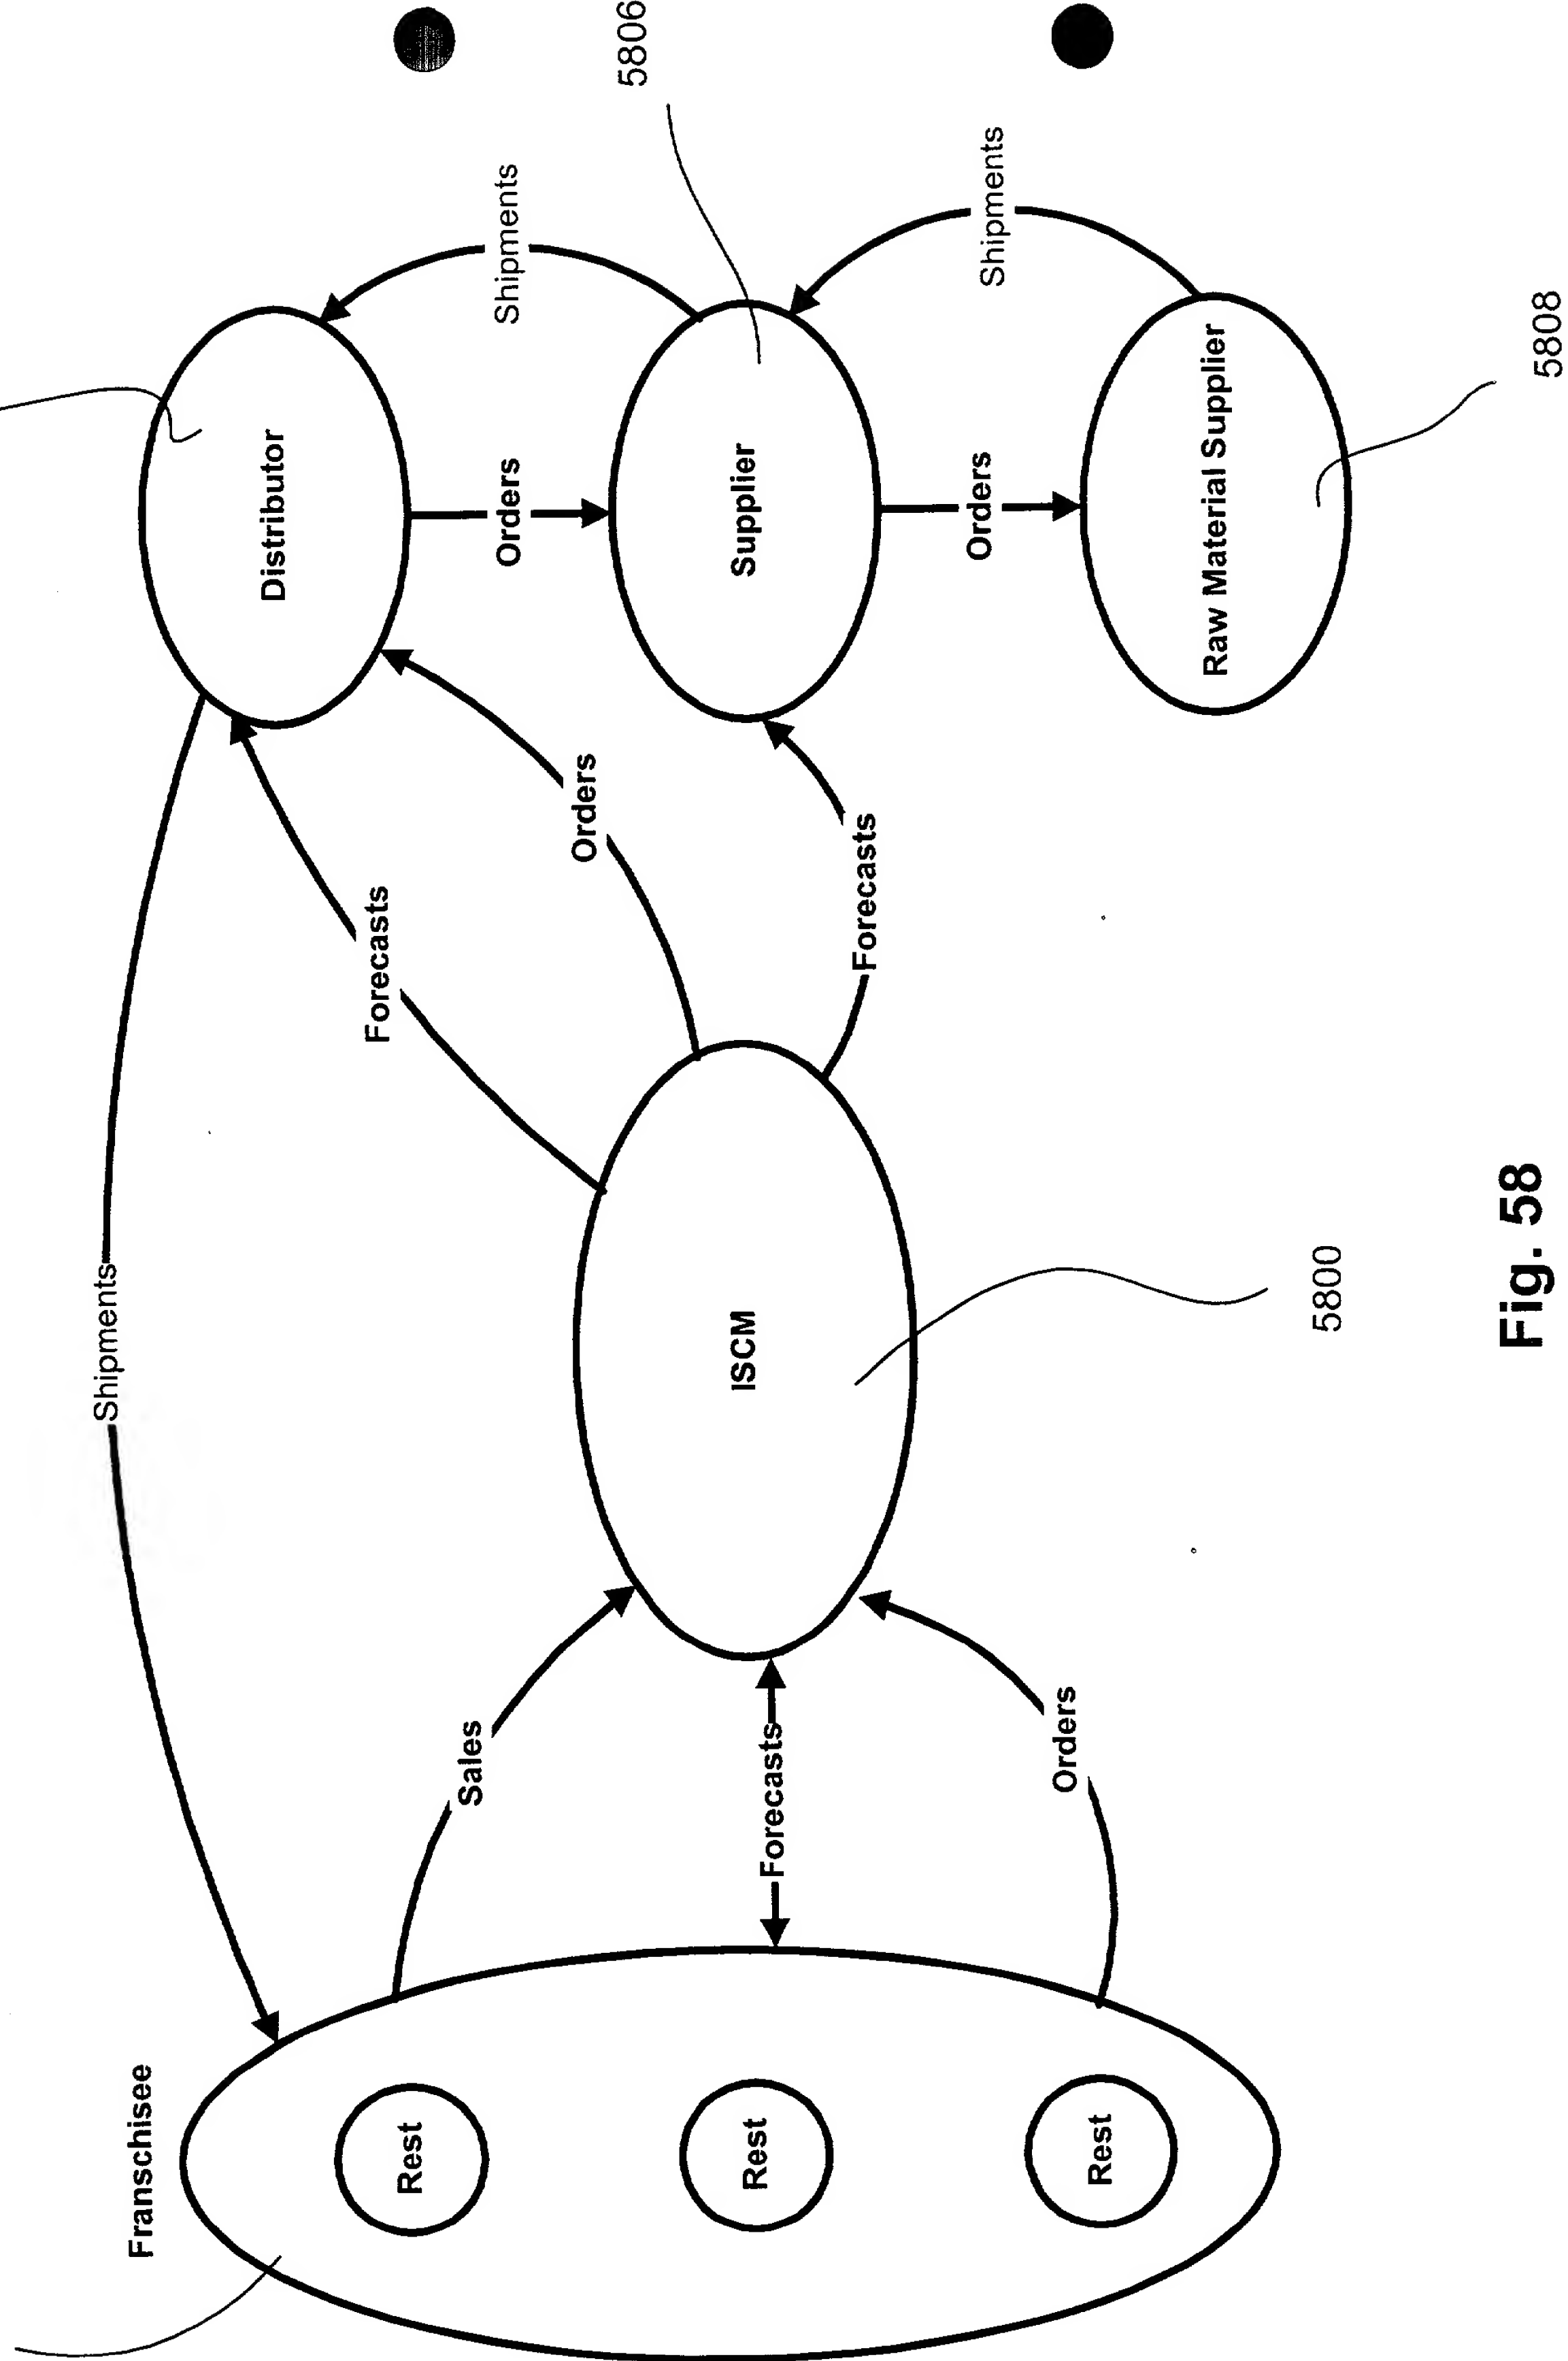 Shipments
Franschisee
Distributor
Forecasts
Shipments
5806
Sales
Orders
Orders
Rest
Forecasts
ISCM
Supplier
Rest
Forecasts
Orders
Shipments
Orders
Rest
Raw Material Supplier
5800
5808
Fig. 58